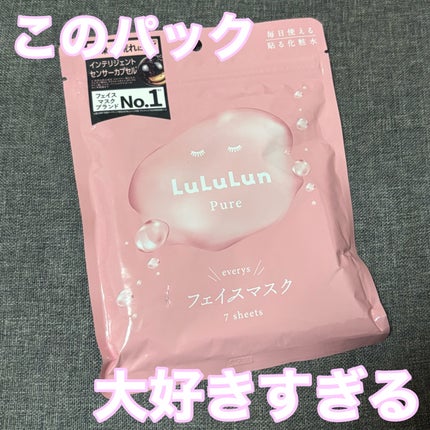 このパック
毎日使える
貼る化粧水
インテリジェント
センサーカプセル
フェイス
マスク
ブランド
No.1
LuLuLun
Pure
everys
フェイスマスク
7 sheets
大好きすぎる